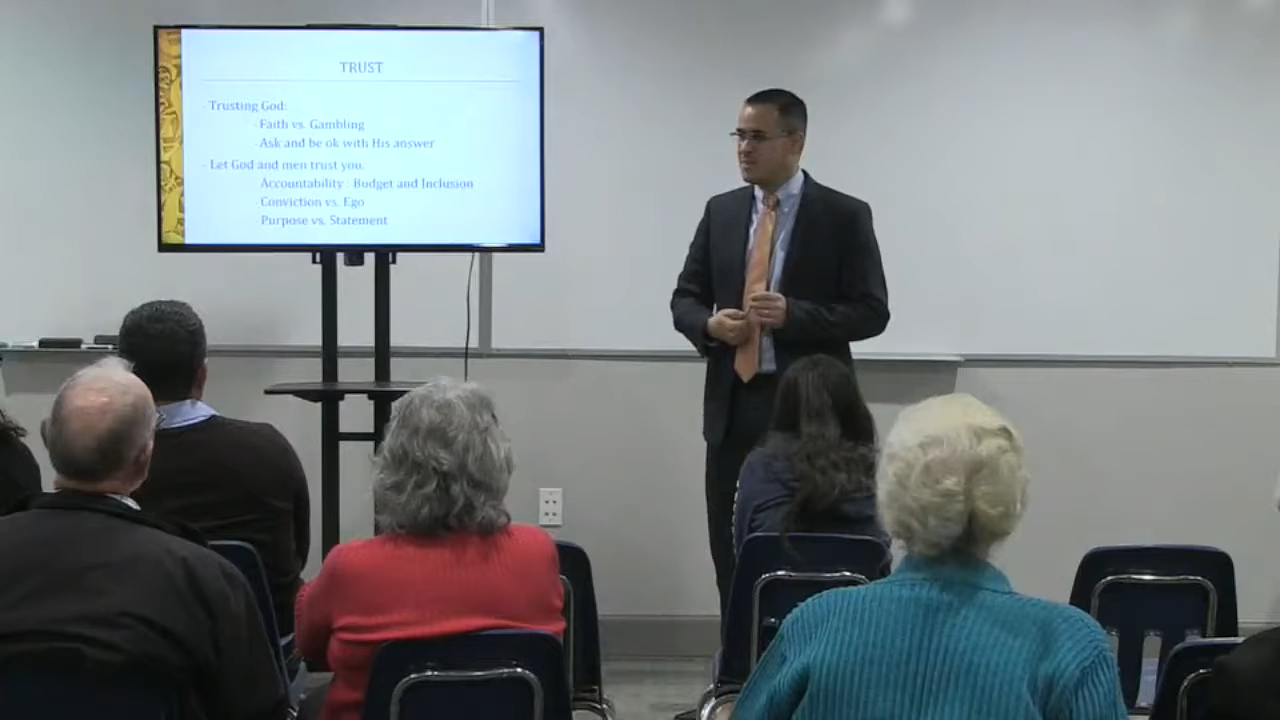 TRUST
- Trusting God:
- Faith vs. Gambling
- Ask and be ok with His answer
- Let God and men trust you.
Accountability : Budget and Inclusion
Conviction vs. Ego
- Purpose vs. Statement